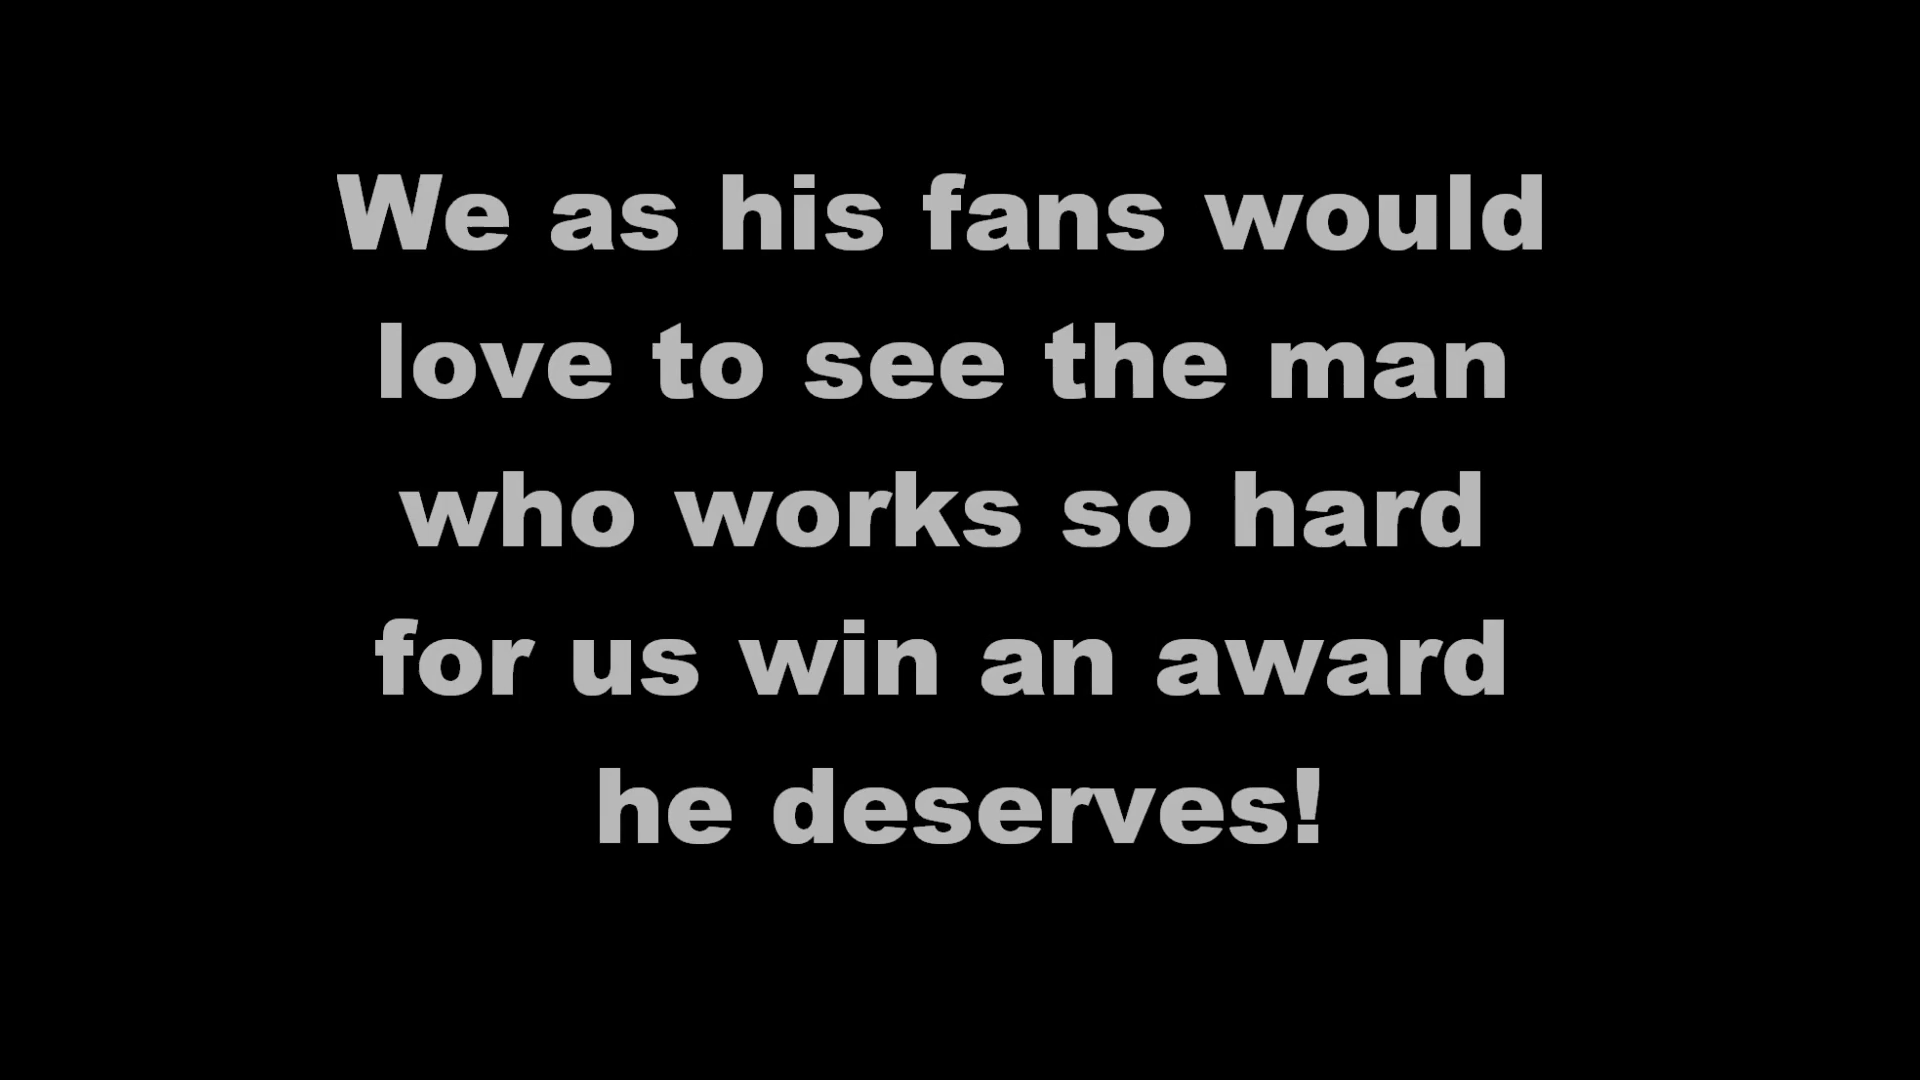 We as his fans would
love to see the man
who works so hard
for us win an award
he deserves!